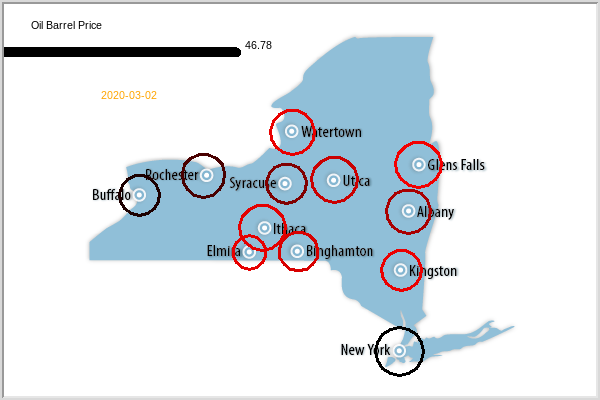 Oil Barrel Price
46.78
2020-03-02
Watertown
Rochester
Glens Falls
Syracuse
Utica
Buffalo
Albany
Ithaca
Elmira
Binghamton
Kingston
New York